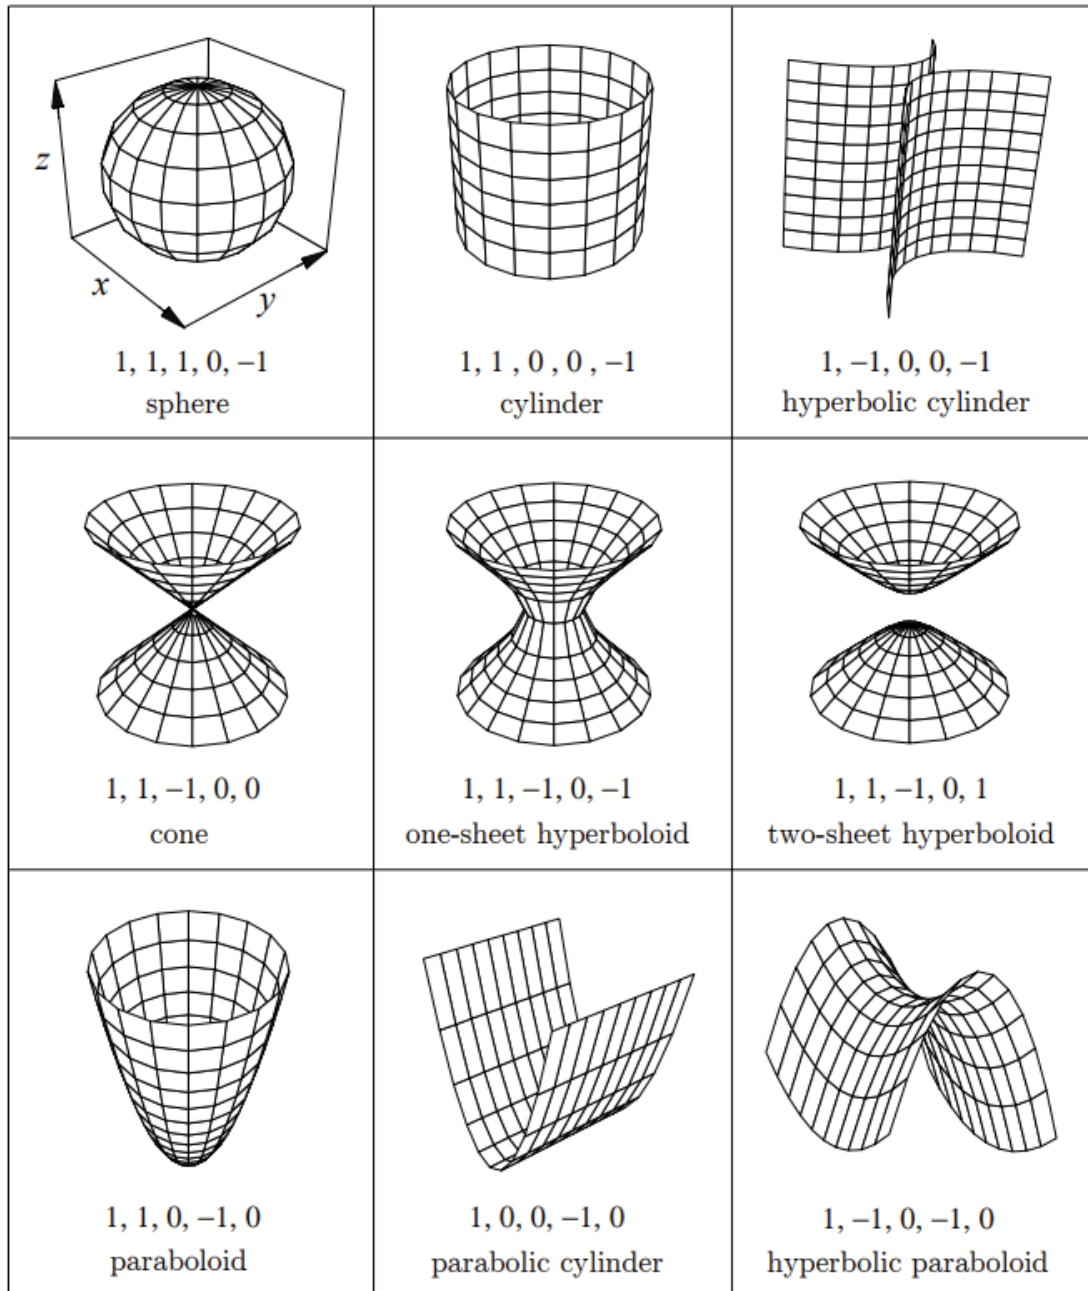 z
x
y
1, 1, 1, 0, –1
sphere
1, 1 , 0 , 0 , –1
cylinder
1, –1, 0, 0, –1
hyperbolic cylinder
1, 1, –1, 0, 0
cone
1, 1, –1, 0, –1
one-sheet hyperboloid
1, 1, –1, 0, 1
two-sheet hyperboloid
1, 1, 0, –1, 0
paraboloid
1, 0, 0, –1, 0
parabolic cylinder
1, –1, 0, –1, 0
hyperbolic paraboloid